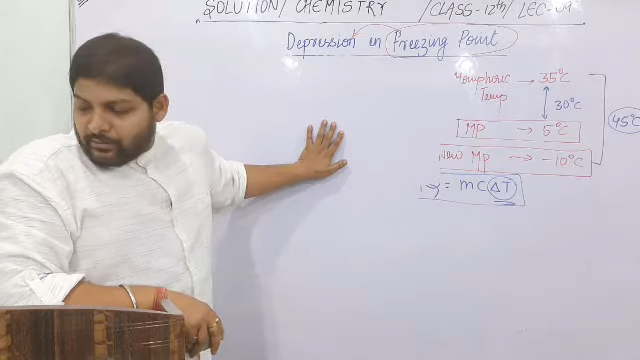 SOLUTION/ CHEMISTRY /CLASS-12th/ LEC-04
Depression in Freezing Point
Temp → 35°C
30°C
MP → 5°C
45°C
New Mp → -10°C
= mCΔT